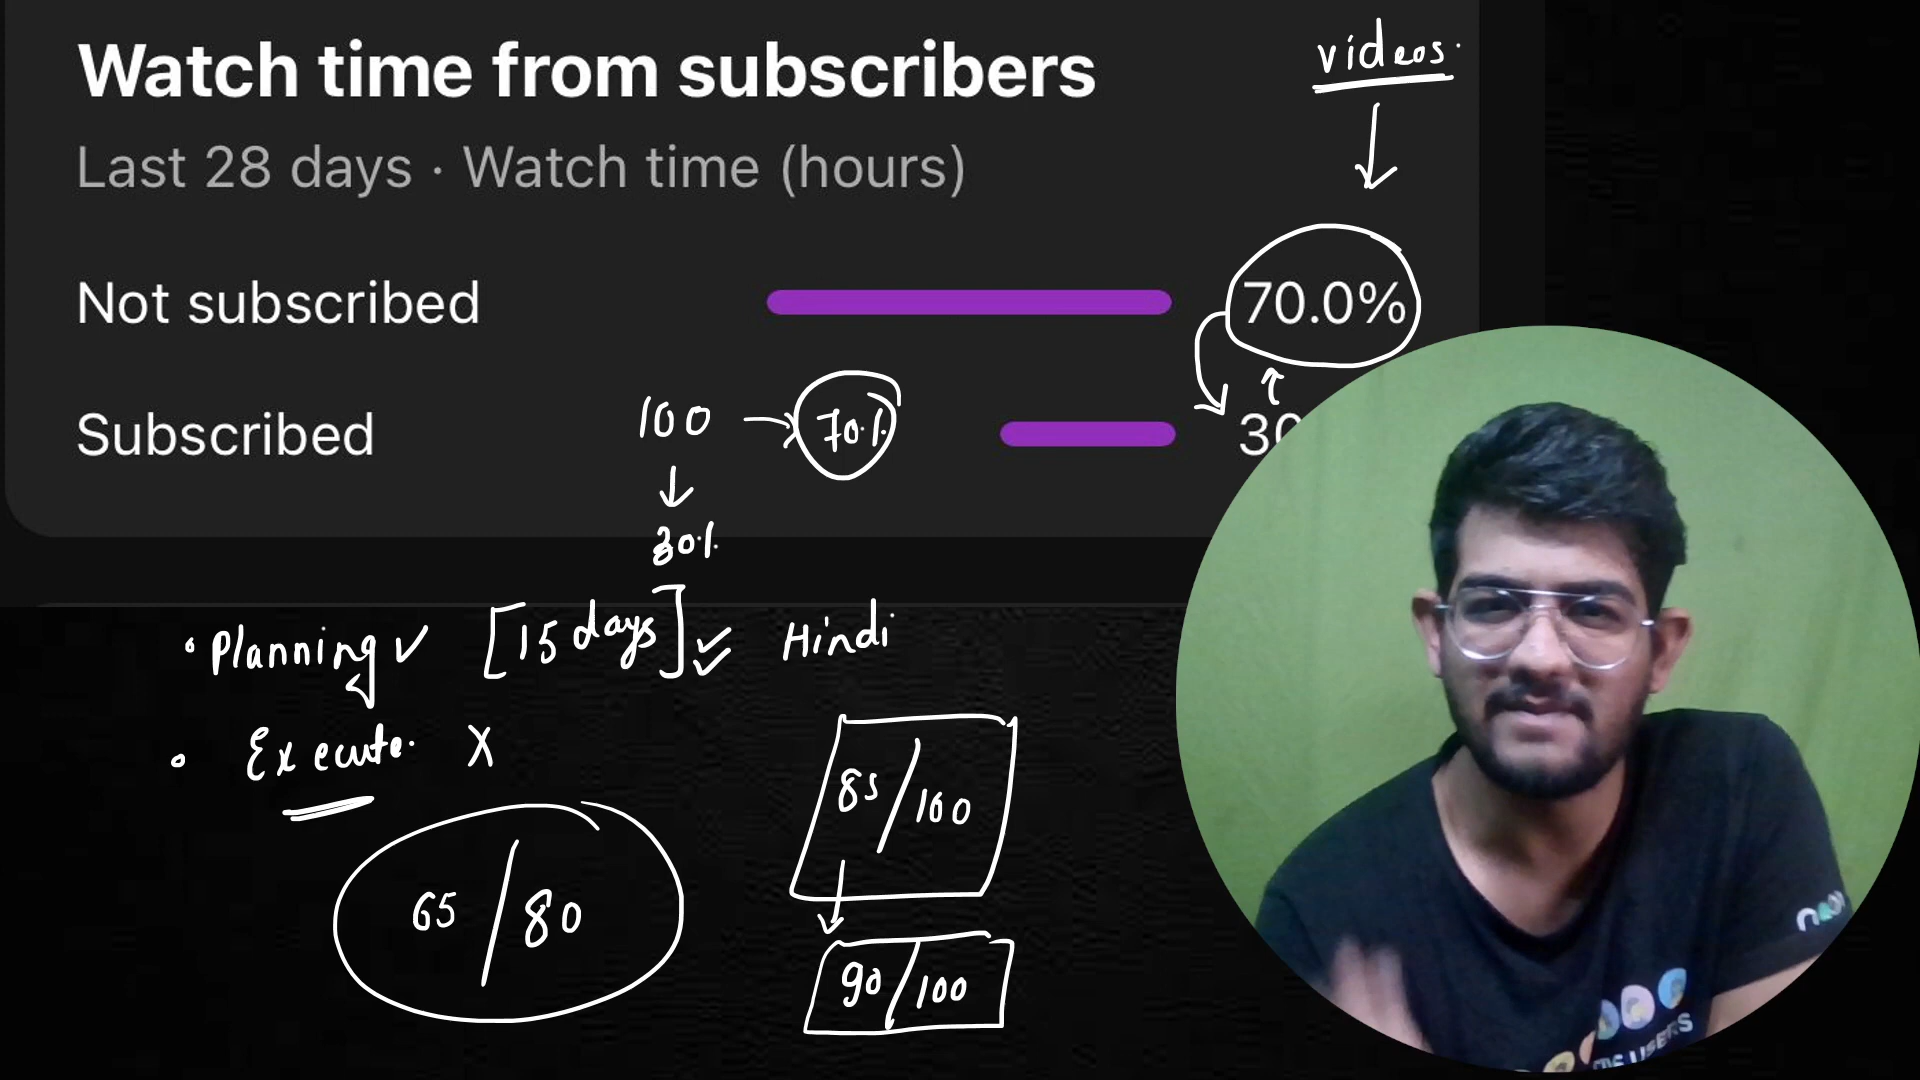 Watch time from subscribers
videos.
Last 28 days · Watch time (hours)
Not subscribed 70.0%
100 → 70%
Subscribed 30
30%
• Planning ✓ [15 days] ✓✓ Hindi
• Execute. X
85/100
65/80
90/100